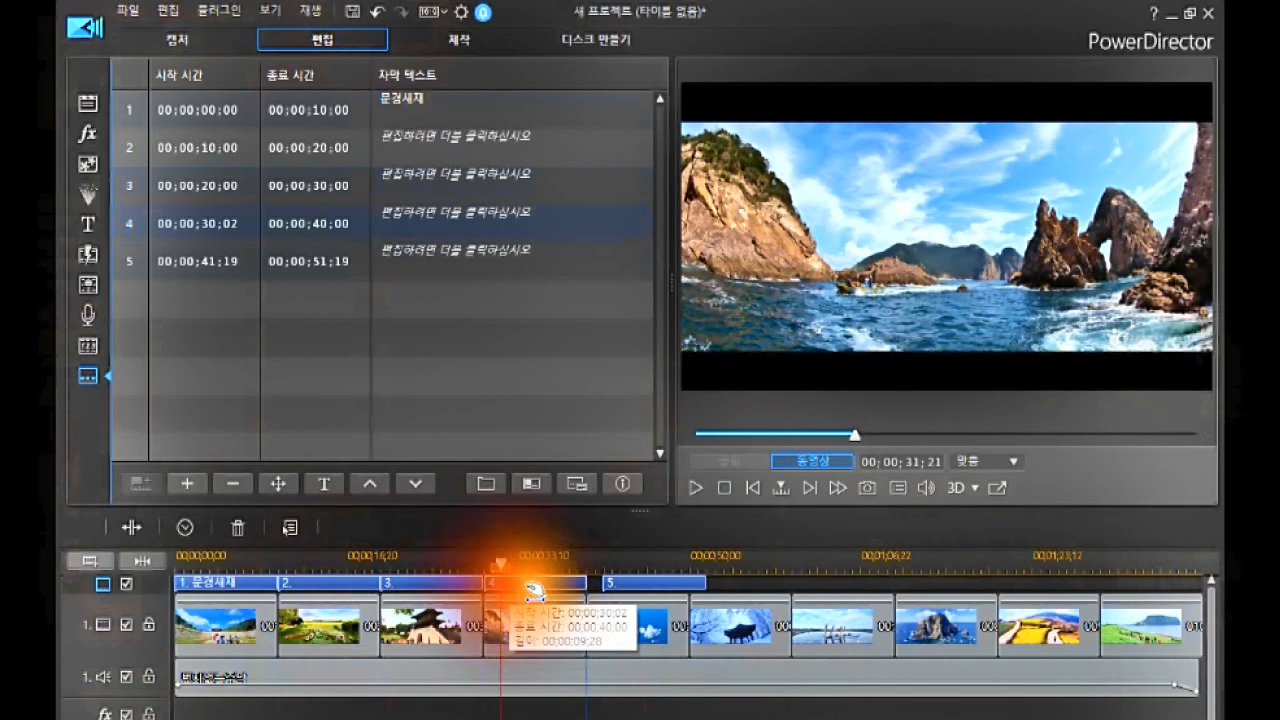 파일 편집 플러그인 보기 재생
새 프로젝트 (타이틀 없음)*
?
캡처 편집 제작 디스크 만들기
PowerDirector
시작 시간 종료 시간 자막 텍스트
1 00;00;00;00 00;00;10;00 문경새재
2 00;00;10;00 00;00;20;00 편집하려면 더블 클릭하십시오
3 00;00;20;00 00;00;30;00 편집하려면 더블 클릭하십시오
4 00;00;30;02 00;00;40;00 편집하려면 더블 클릭하십시오
5 00;00;41;19 00;00;51;19 편집하려면 더블 클릭하십시오
동영상 00;00;31;21 맞춤
3D
00;00;00;00 00;00;16;20 00;00;33;10 00;00;50;00 00;01;06;22 00;01;23;12
1. 문경새재 2. 3. 4. 5.
시작 시간: 00;00;30;02
종료 시간: 00;00;40;00
길이: 00;00;09;28
1.
1.
fx